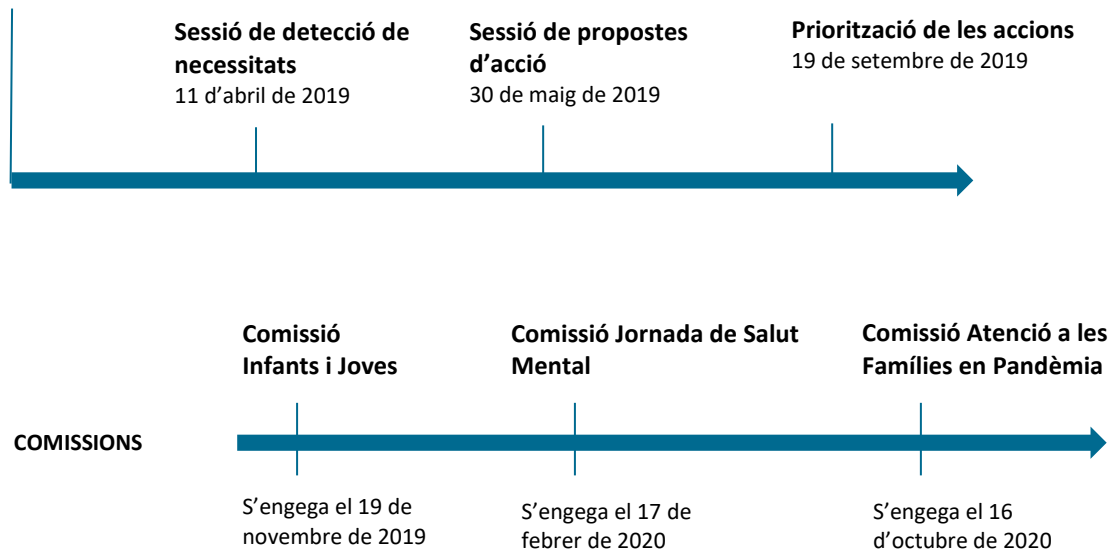 Sessió de detecció de
necessitats
11 d’abril de 2019
Sessió de propostes
d’acció
30 de maig de 2019
Priorització de les accions
19 de setembre de 2019
Comissió
Infants i Joves
Comissió Jornada de Salut
Mental
Comissió Atenció a les
Famílies en Pandèmia
COMISSIONS
S’engega el 19 de
novembre de 2019
S’engega el 17 de
febrer de 2020
S’engega el 16
d’octubre de 2020